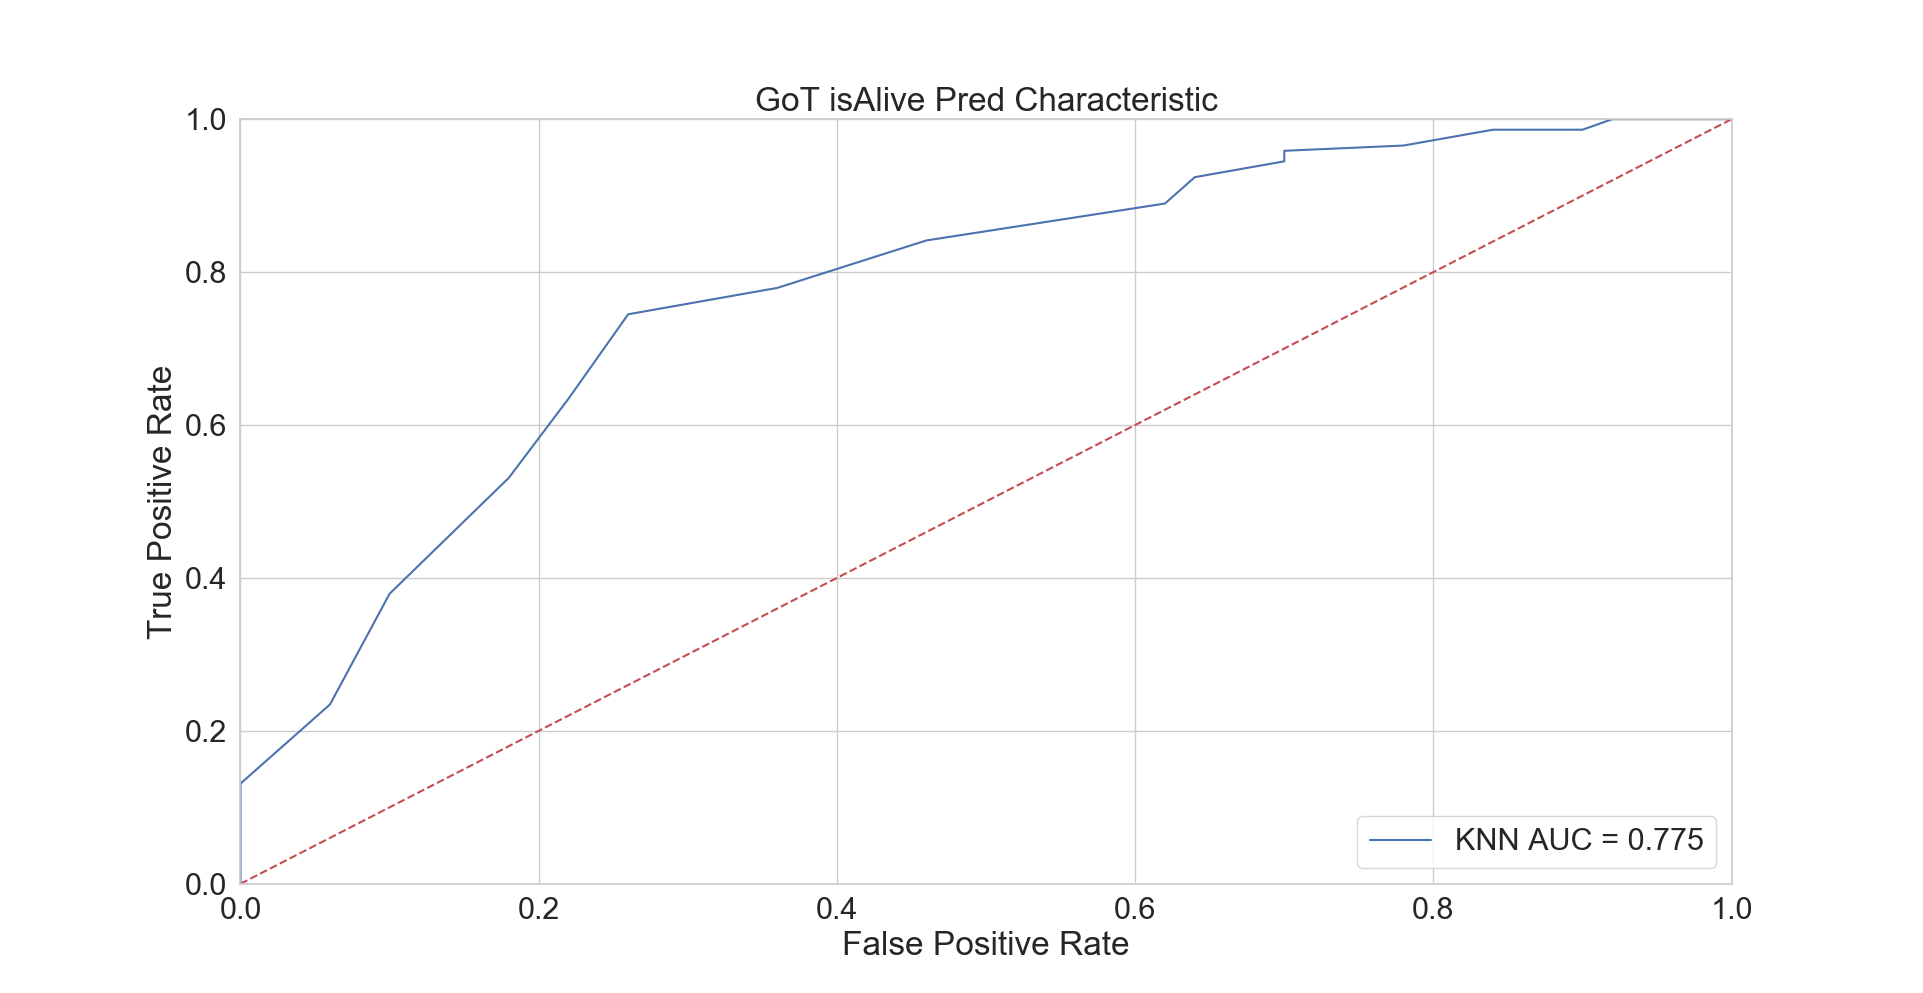 GoT isAlive Pred Characteristic
1.0
0.8
0.6
0.4
0.2
0.0
True Positive Rate
KNN AUC = 0.775
0.0 0.2 0.4 0.6 0.8 1.0
False Positive Rate